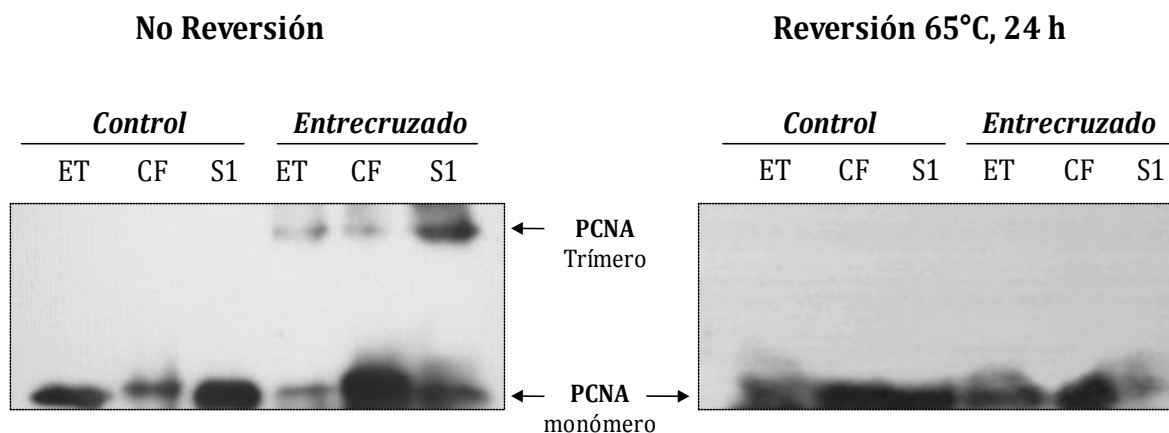 No Reversión
Reversión 65°C, 24 h
Control Entrecruzado
Control Entrecruzado
ET CF S1 ET CF S1
ET CF S1 ET CF S1
PCNA
Trímero
PCNA
monómero